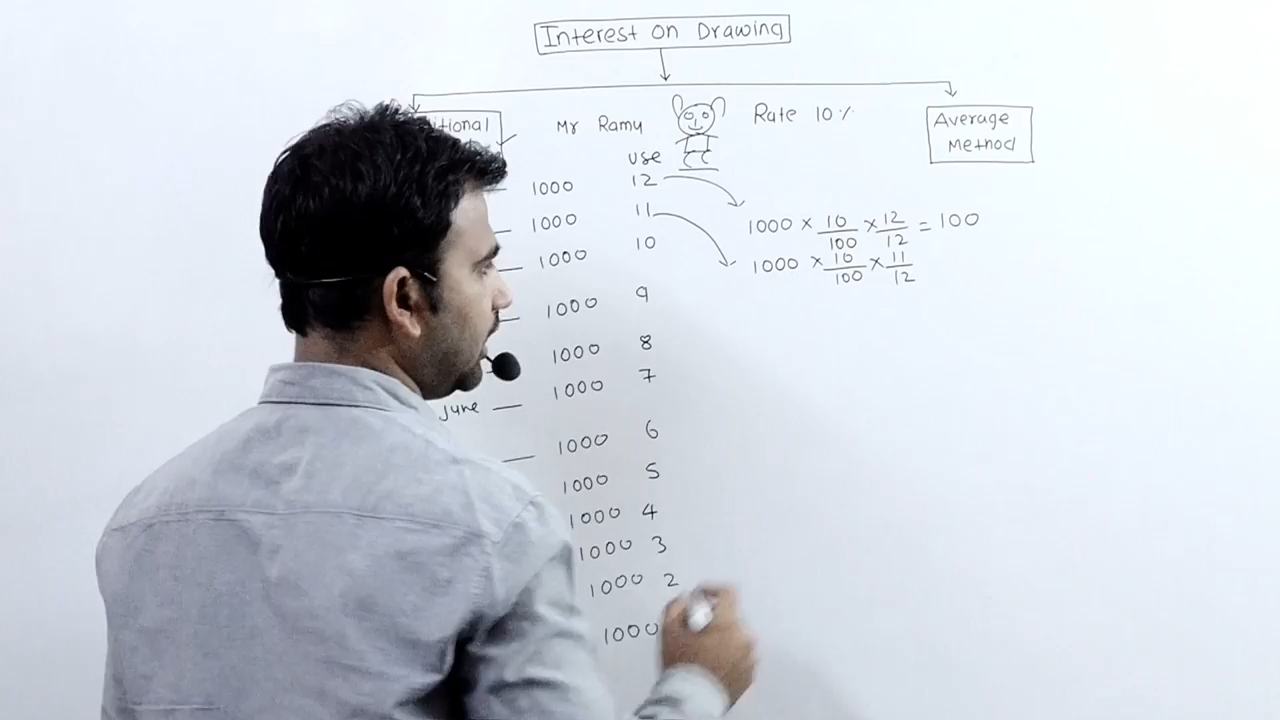 Interest on Drawing
Mr Ramu
Rate 10%
Average
Method
use
1000 12
1000 11
1000 10
1000 9
1000 8
1000 7
june
1000 6
1000 5
1000 4
1000 3
1000 2
1000
1000 × 10/100 × 12/12 = 100
1000 × 10/100 × 11/12